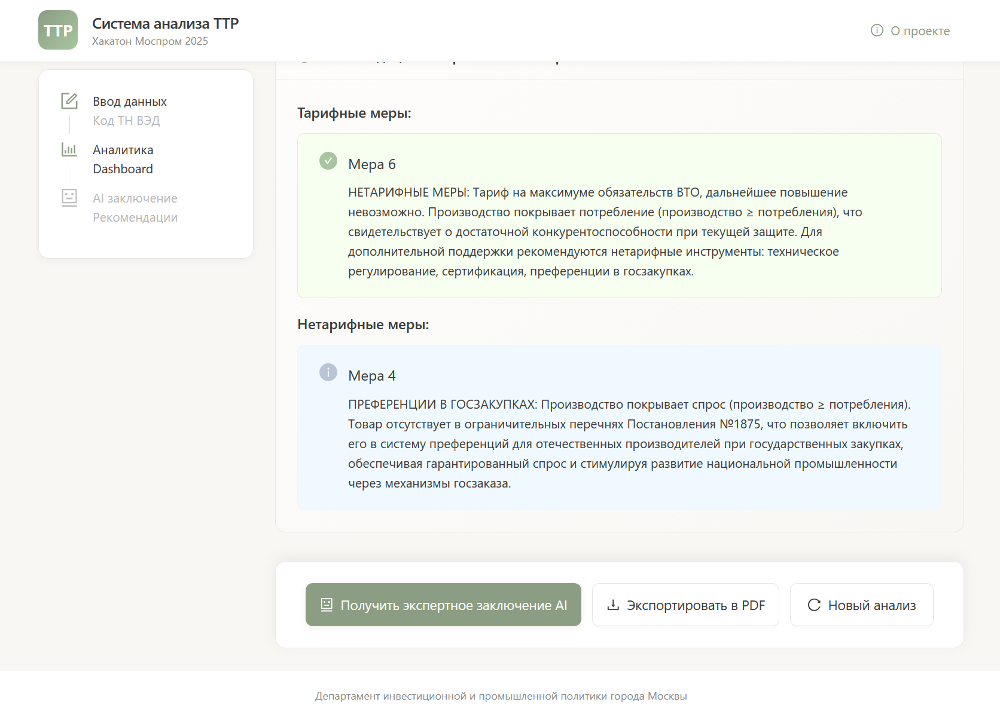 ТТР
Система анализа ТТР
Хакатон Моспром 2025
О проекте
Ввод данных
Код ТН ВЭД
Аналитика
Dashboard
AI заключение
Рекомендации
Тарифные меры:
Мера 6
НЕТАРИФНЫЕ МЕРЫ: Тариф на максимуме обязательств ВТО, дальнейшее повышение
невозможно. Производство покрывает потребление (производство ≥ потребления), что
свидетельствует о достаточной конкурентоспособности при текущей защите. Для
дополнительной поддержки рекомендуются нетарифные инструменты: техническое
регулирование, сертификация, преференции в госзакупках.
Нетарифные меры:
Мера 4
ПРЕФЕРЕНЦИИ В ГОСЗАКУПКАХ: Производство покрывает спрос (производство ≥ потребления).
Товар отсутствует в ограничительных перечнях Постановления №1875, что позволяет включить
его в систему преференций для отечественных производителей при государственных закупках,
обеспечивая гарантированный спрос и стимулируя развитие национальной промышленности
через механизмы госзаказа.
Получить экспертное заключение AI
Экспортировать в PDF
Новый анализ
Департамент инвестиционной и промышленной политики города Москвы